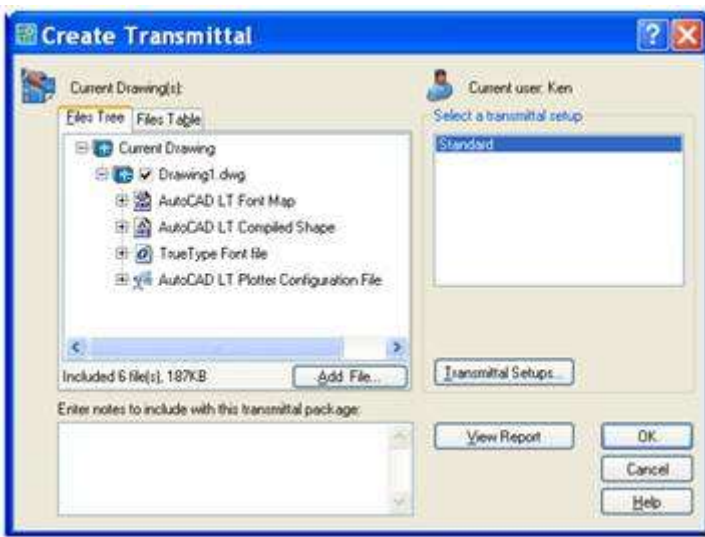 Create Transmittal
Current Drawing(s):
Current user: Ken
Files Tree
Files Table
Select a transmittal setup
Current Drawing
Standard
Drawing1.dwg
AutoCAD LT Font Map
AutoCAD LT Compiled Shape
TrueType Font file
AutoCAD LT Plotter Configuration File
Included 6 file(s), 187KB
Add File...
Transmittal Setups...
Enter notes to include with this transmittal package:
View Report
OK
Cancel
Help